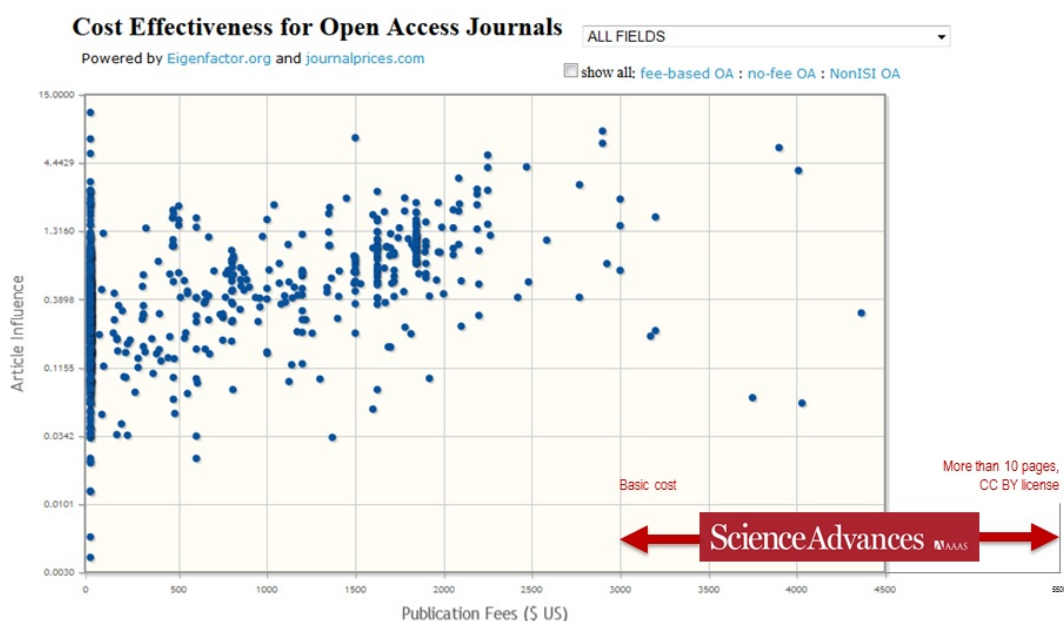 Cost Effectiveness for Open Access Journals
ALL FIELDS
Powered by Eigenfactor.org and journalprices.com
show all: fee-based OA : no-fee OA : NonISI OA
15.0000
4.4429
1.3160
0.3898
0.1155
0.0342
0.0101
0.0030
Article Influence
Basic cost
More than 10 pages,
CC BY license
ScienceAdvances AAAS
0 500 1000 1500 2000 2500 3000 3500 4000 4500
Publication Fees ($ US)